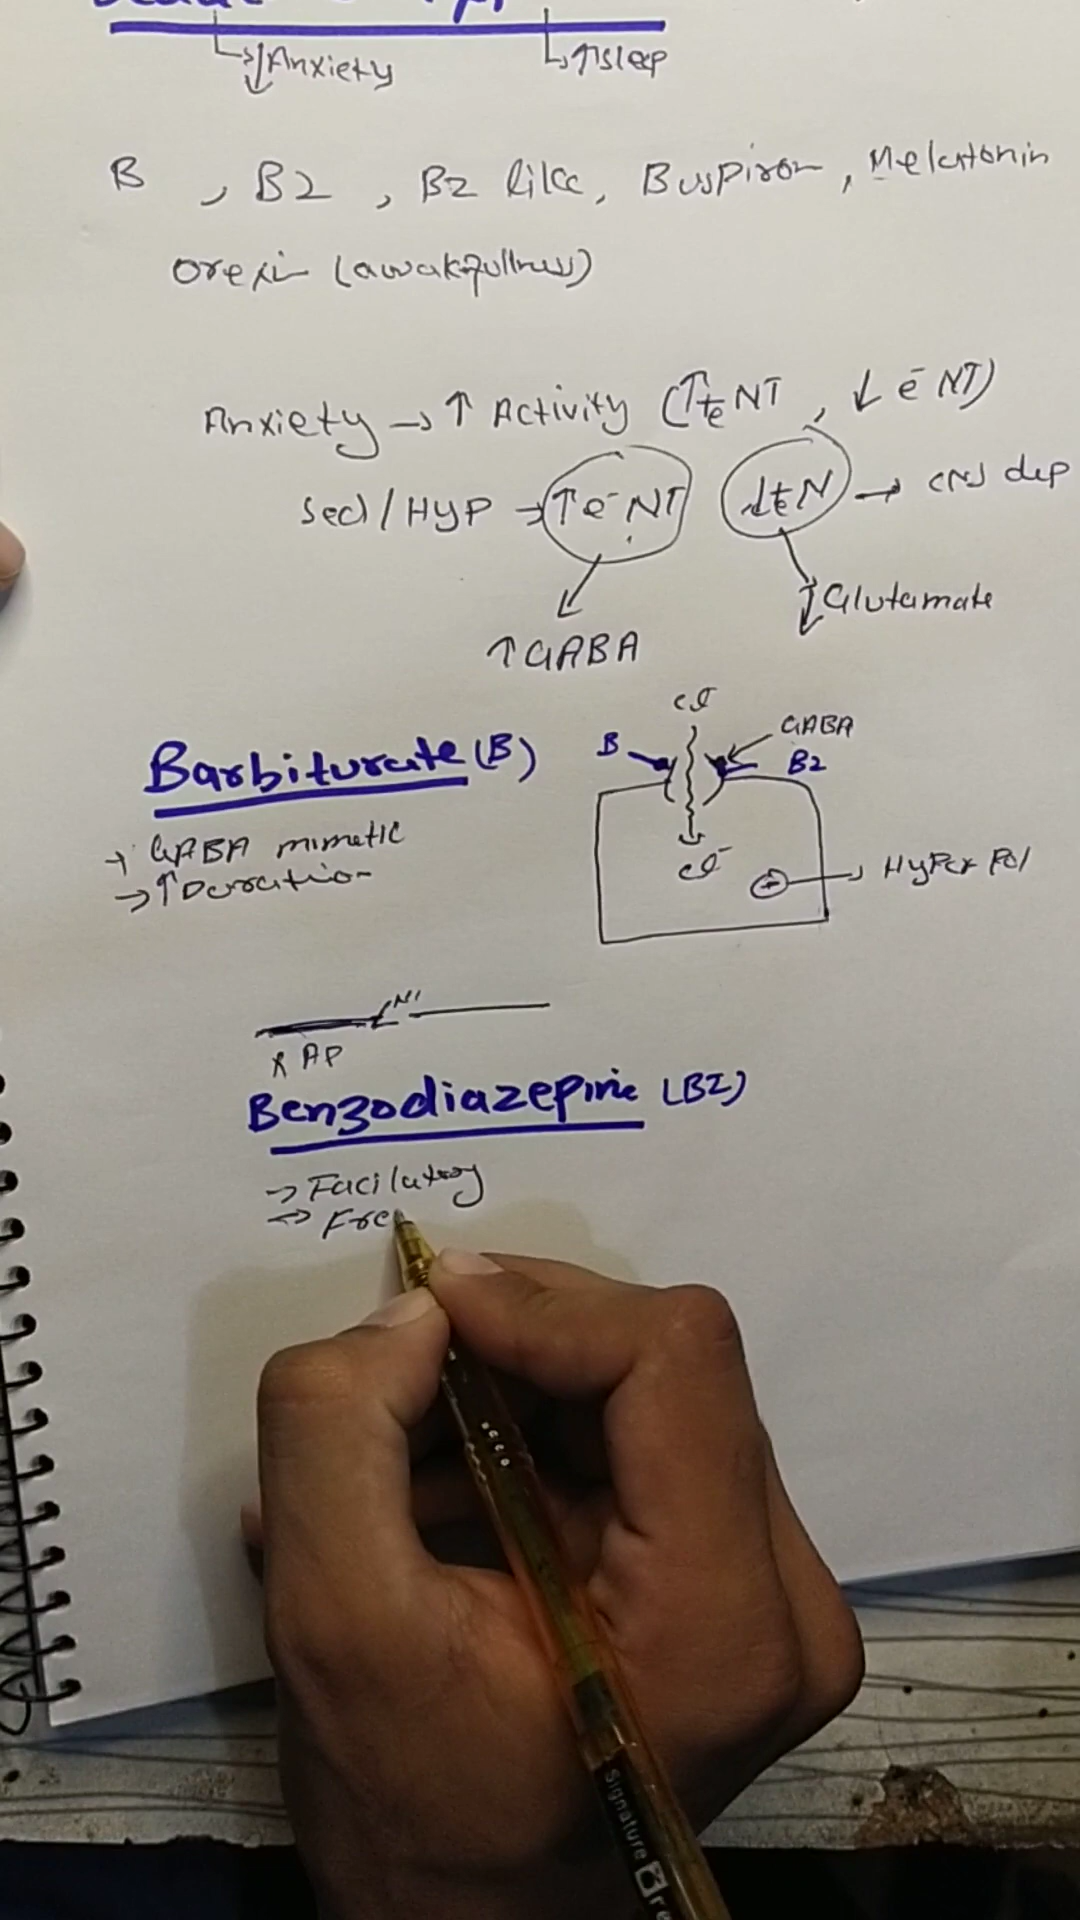 ↓Anxiety ↑sleep
B , BZ , BZ like, Buspiron, Melatonin
orexin (awakefullness)
Anxiety → ↑ Activity (↑+e NT , ↓ e⁻ NT)
Sed / HYP → ↑e⁻ NT ↓+eN → CNS dep
↑GABA ↓Glutamate
Cl⁻
Barbiturate (B) B GABA
BZ
→ GABA mimetic
→ ↑Duration Cl⁻ + → HyPer Pol
x AP
Benzodiazepine (BZ)
→ Facilatory
→ Fre
Signature